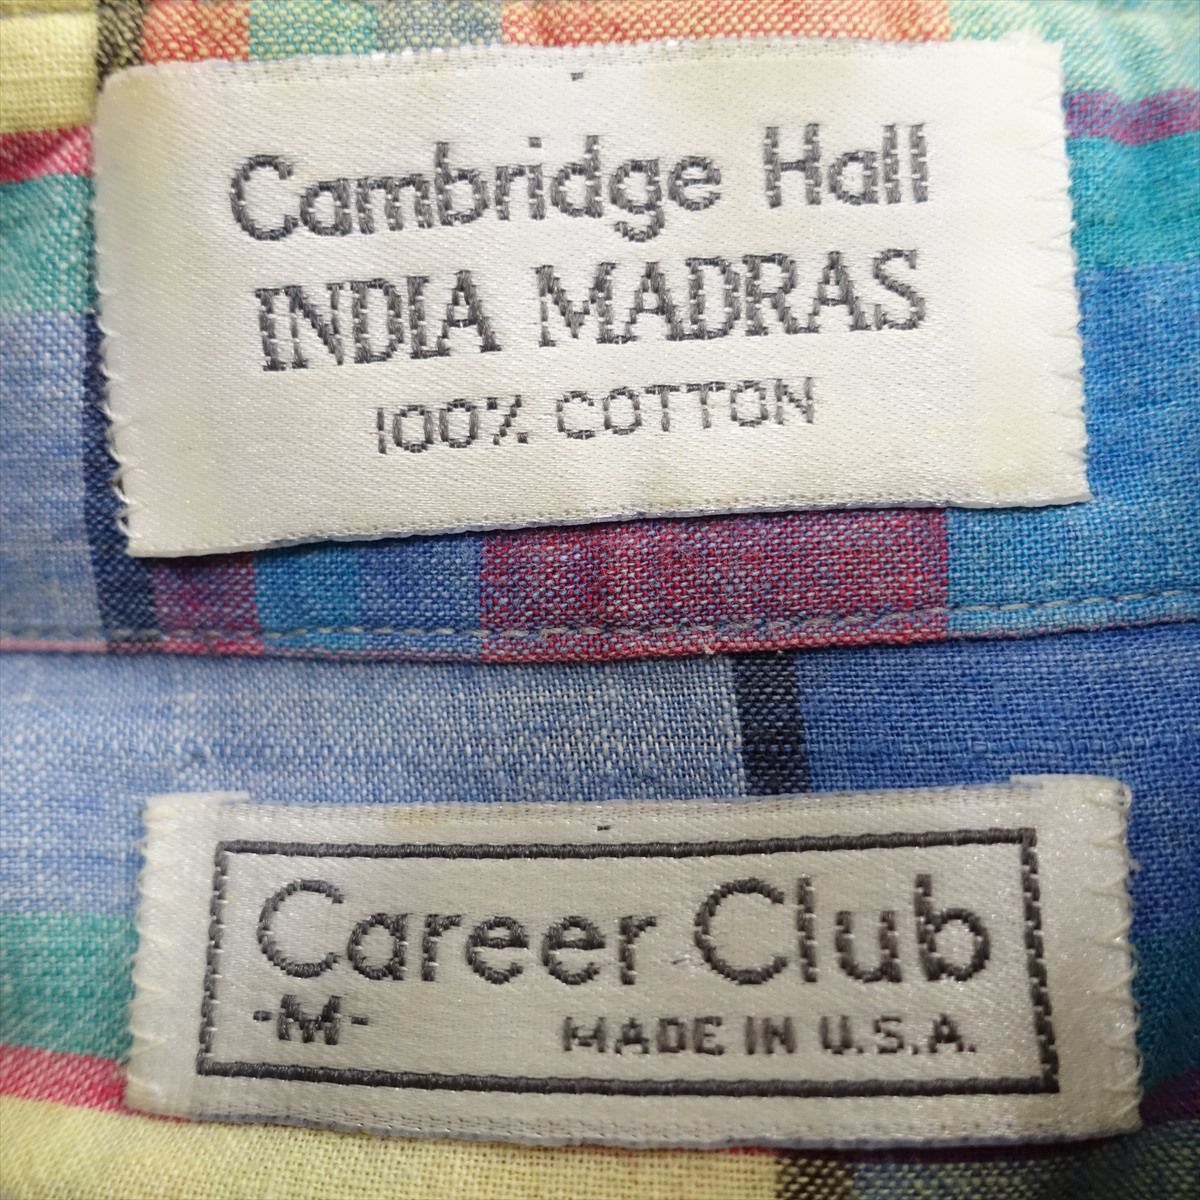 Cambridge Hall
INDIA MADRAS
100% COTTON
Career Club
-M- MADE IN U.S.A.